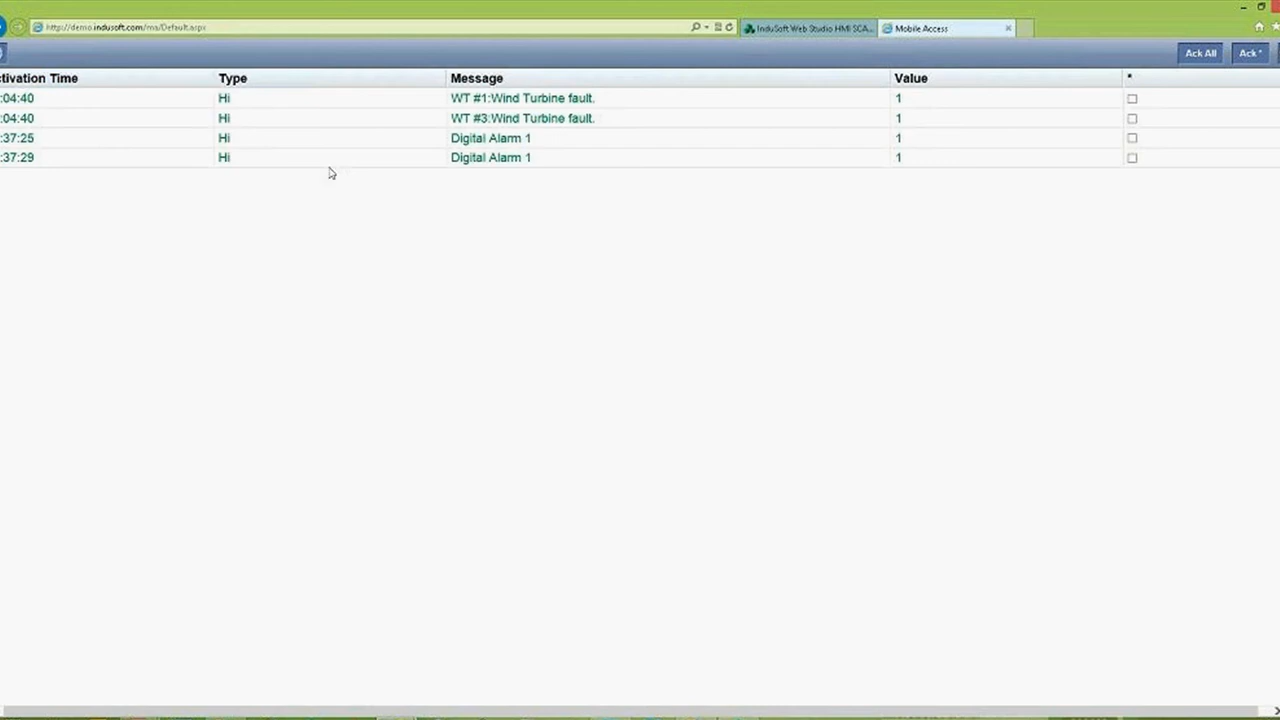 http://demo.indusoft.com/ma/Default.aspx
InduSoft Web Studio HMI SCA...
Mobile Access
Ack All
Ack *
ctivation Time Type Message Value *
:04:40 Hi WT #1:Wind Turbine fault. 1
:04:40 Hi WT #3:Wind Turbine fault. 1
:37:25 Hi Digital Alarm 1 1
:37:29 Hi Digital Alarm 1 1